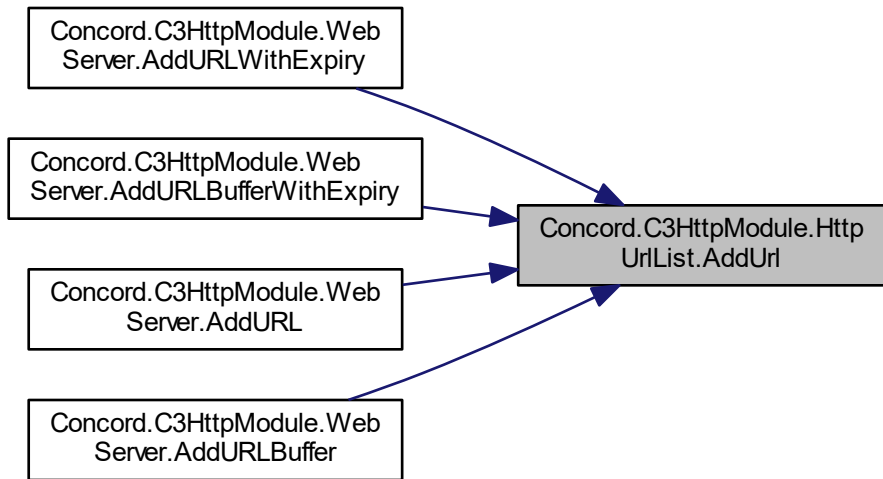 Concord.C3HttpModule.Web
Server.AddURLWithExpiry
Concord.C3HttpModule.Web
Server.AddURLBufferWithExpiry
Concord.C3HttpModule.Http
UrlList.AddUrl
Concord.C3HttpModule.Web
Server.AddURL
Concord.C3HttpModule.Web
Server.AddURLBuffer